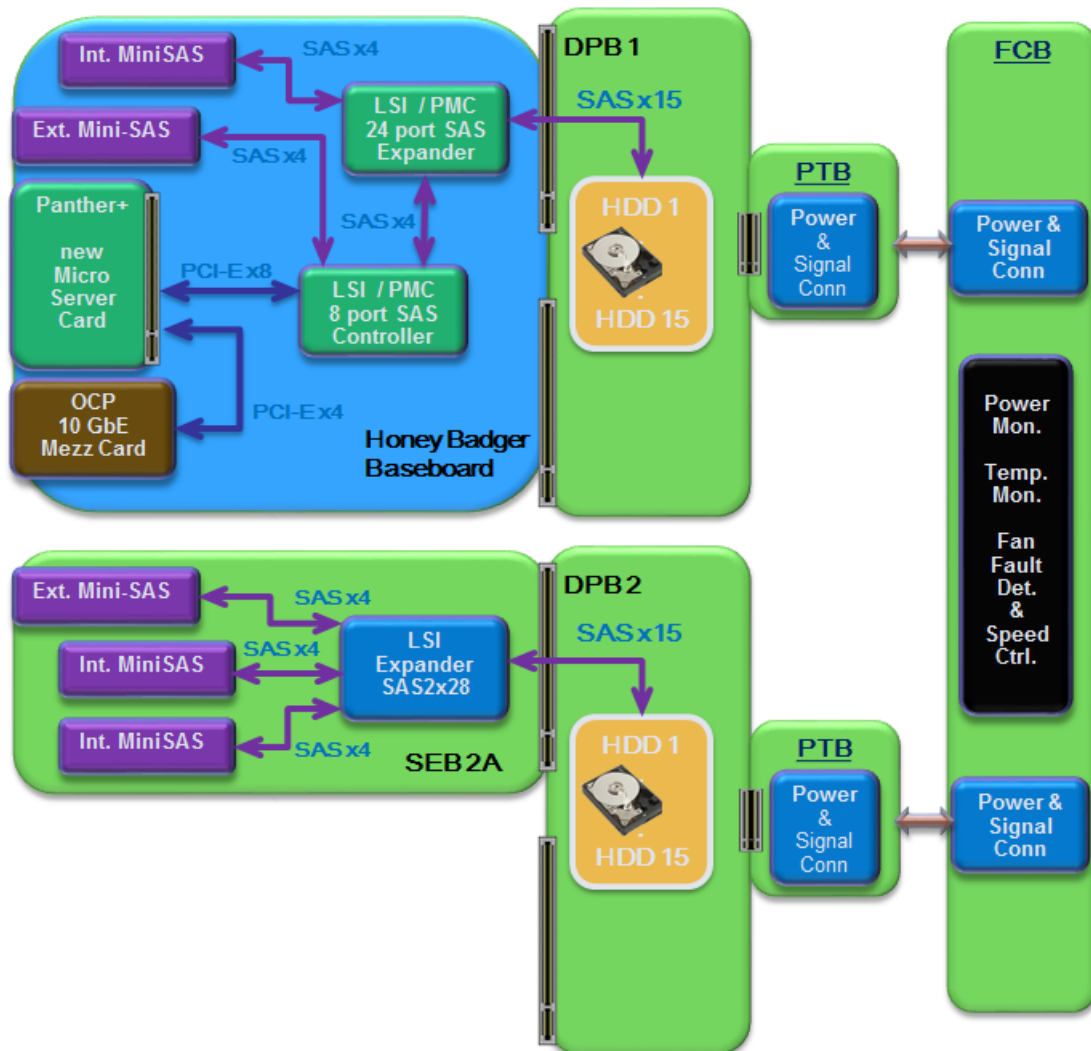 Int. MiniSAS
SAS x4
Ext. Mini-SAS
SAS x4
LSI / PMC
24 port SAS
Expander
SAS x4
Panther+
new
Micro
Server
Card
PCI-E x8
LSI / PMC
8 port SAS
Controller
OCP
10 GbE
Mezz Card
PCI-E x4
Honey Badger
Baseboard
DPB 1
SAS x15
HDD 1
.
HDD 15
PTB
Power
&
Signal
Conn
FCB
Power &
Signal
Conn
Power
Mon.
Temp.
Mon.
Fan
Fault
Det.
&
Speed
Ctrl.
Ext. Mini-SAS
SAS x4
Int. MiniSAS
SAS x4
Int. MiniSAS
SAS x4
LSI
Expander
SAS2x28
SEB 2A
DPB 2
SAS x15
HDD 1
.
HDD 15
PTB
Power
&
Signal
Conn
Power &
Signal
Conn